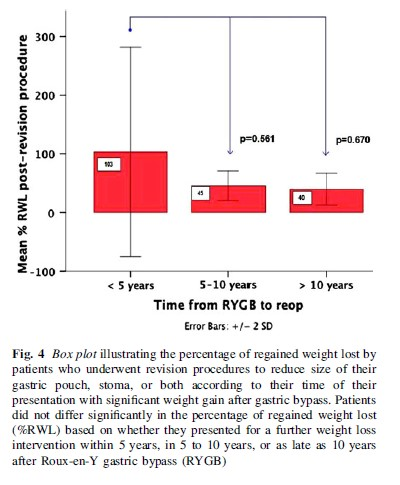 300
200
100
0
-100
Mean % RWL post-revision procedure
p=0.561
p=0.670
103
45
40
< 5 years
5-10 years
> 10 years
Time from RYGB to reop
Error Bars: +/- 2 SD
Fig. 4 Box plot illustrating the percentage of regained weight lost by
patients who underwent revision procedures to reduce size of their
gastric pouch, stoma, or both according to their time of their
presentation with significant weight gain after gastric bypass. Patients
did not differ significantly in the percentage of regained weight lost
(%RWL) based on whether they presented for a further weight loss
intervention within 5 years, in 5 to 10 years, or as late as 10 years
after Roux-en-Y gastric bypass (RYGB)